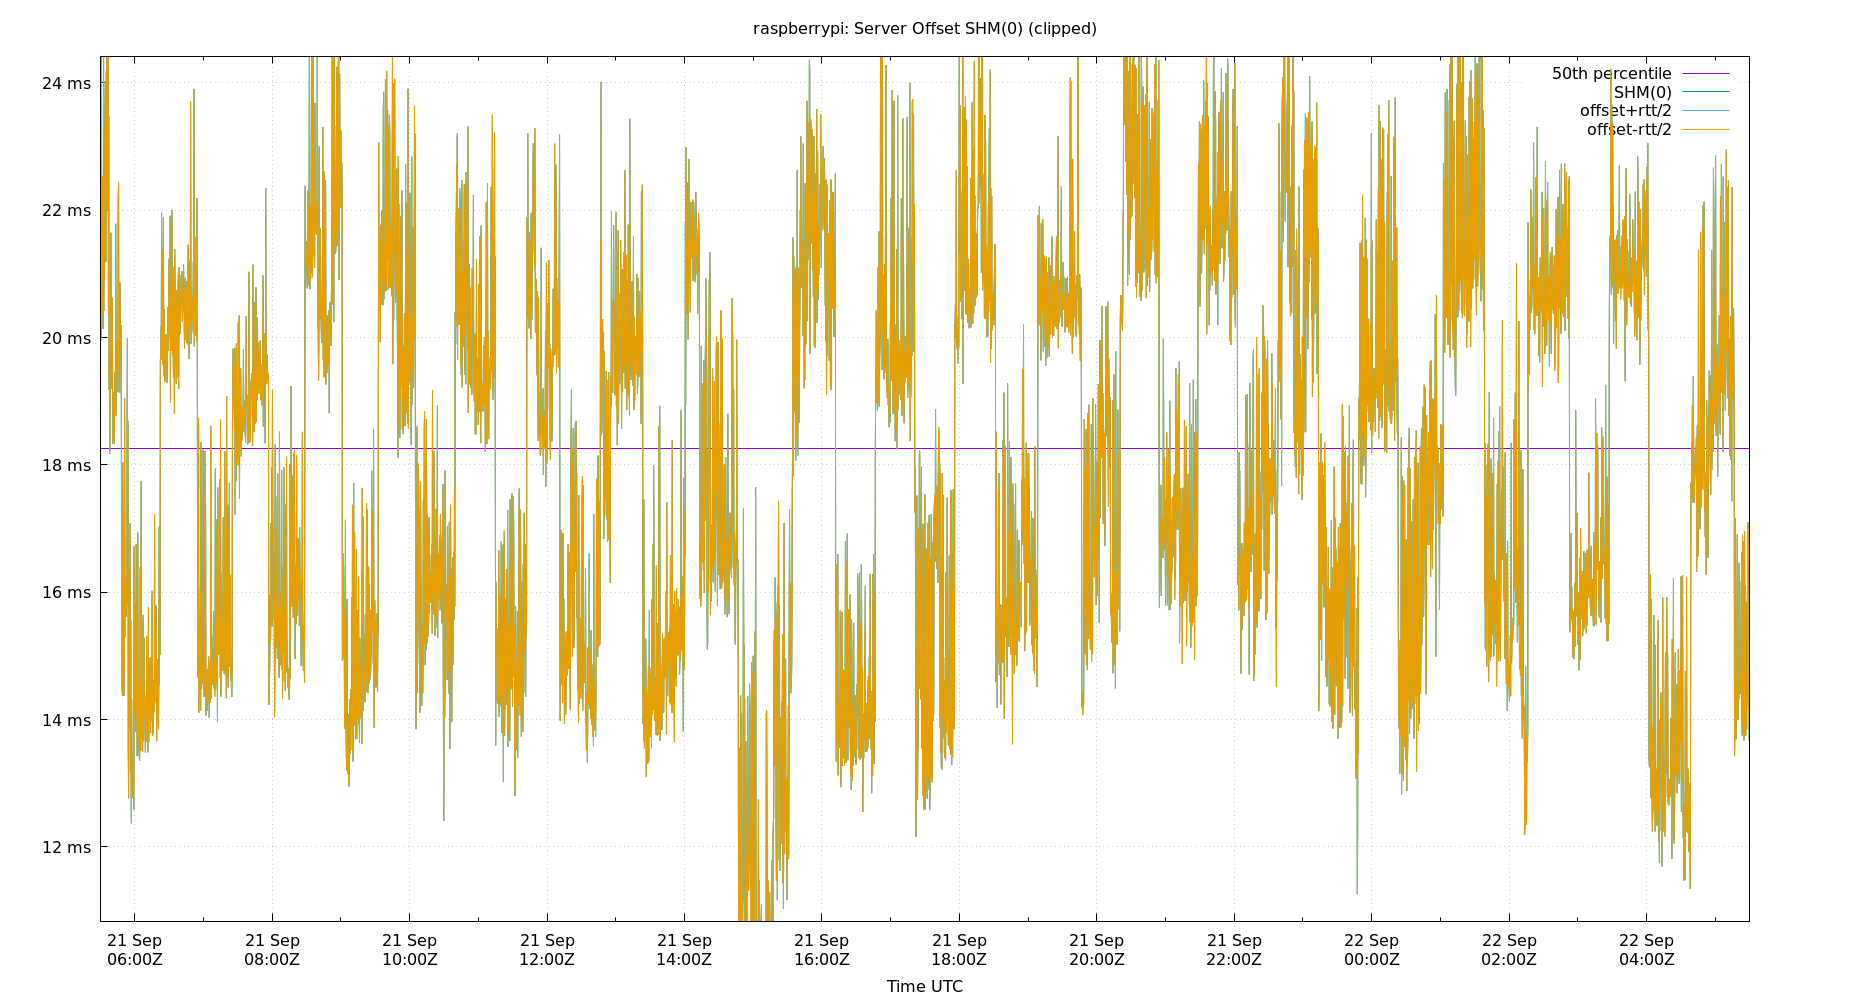 raspberrypi: Server Offset SHM(0) (clipped)
50th percentile
SHM(0)
offset+rtt/2
offset-rtt/2
24 ms
22 ms
20 ms
18 ms
16 ms
14 ms
12 ms
21 Sep 21 Sep 21 Sep 21 Sep 21 Sep 21 Sep 21 Sep 21 Sep 21 Sep 22 Sep 22 Sep 22 Sep
06:00Z 08:00Z 10:00Z 12:00Z 14:00Z 16:00Z 18:00Z 20:00Z 22:00Z 00:00Z 02:00Z 04:00Z
Time UTC